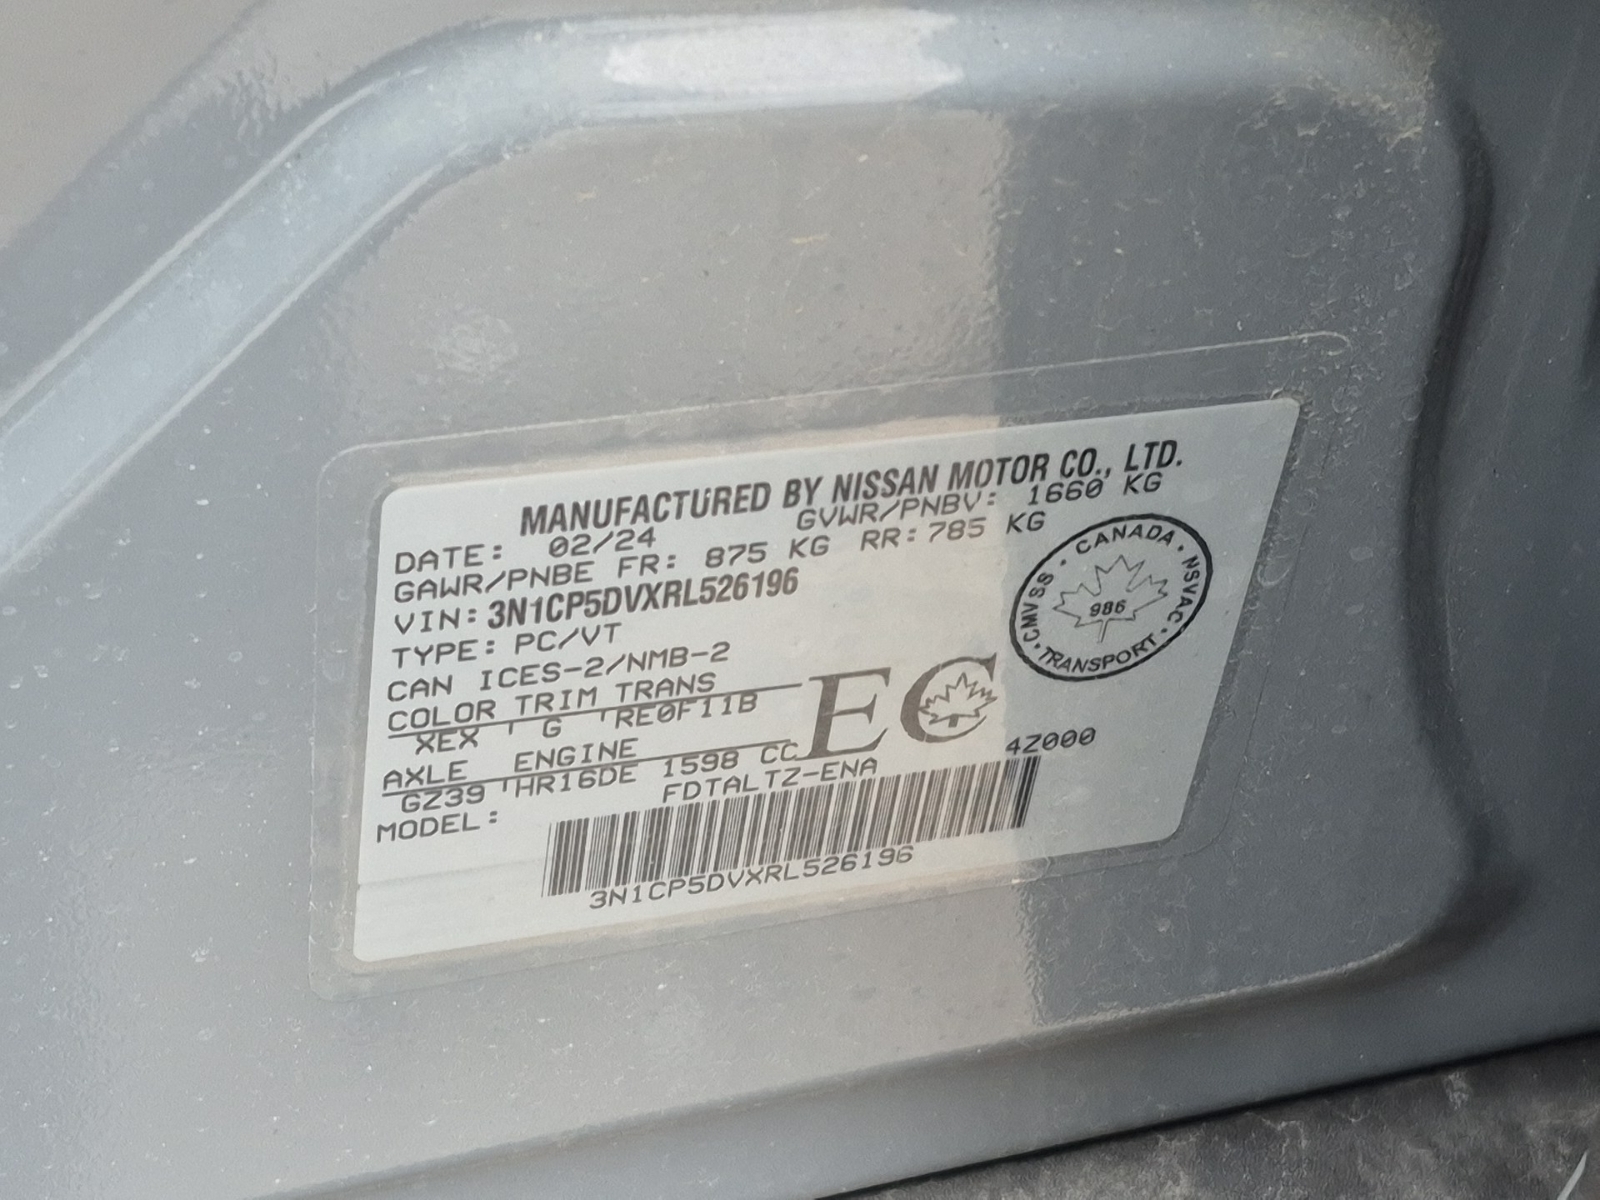 MANUFACTURED BY NISSAN MOTOR CO., LTD.
DATE: 02/24 GVWR/PNBV: 1660 KG
GAWR/PNBE FR: 875 KG RR: 785 KG
VIN: 3N1CP5DVXRL526196
TYPE: PC/VT
CAN ICES-2/NMB-2
COLOR TRIM TRANS
XEX G RE0F11B
AXLE ENGINE
GZ39 HR16DE 1598 CC
MODEL: FDTALTZ-ENA 4Z000
3N1CP5DVXRL526196
EC
CANADA · NSVAC · TRANSPORT · CMVSS ·
986